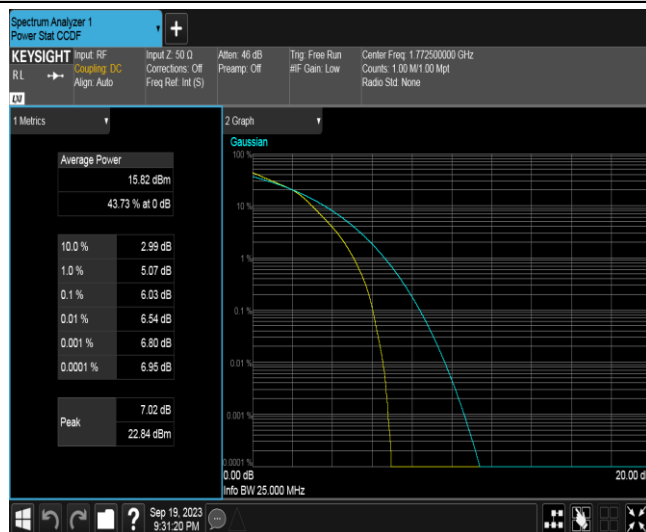 Spectrum Analyzer 1
Power Stat CCDF
+
KEYSIGHT
RL
Input: RF
Coupling: DC
Align: Auto
Input Z: 50 Ω
Corrections: Off
Freq Ref: Int (S)
Atten: 46 dB
Preamp: Off
Trig: Free Run
#IF Gain: Low
Center Freq: 1.772500000 GHz
Counts: 1.00 M/1.00 Mpt
Radio Std: None
LXI
1 Metrics
Average Power
15.82 dBm
43.73 % at 0 dB
10.0 % 2.99 dB
1.0 % 5.07 dB
0.1 % 6.03 dB
0.01 % 6.54 dB
0.001 % 6.80 dB
0.0001 % 6.95 dB
Peak
7.02 dB
22.84 dBm
2 Graph
Gaussian
100 %
10 %
1 %
0.1 %
0.01 %
0.001 %
0.0001 %
0.00 dB
20.00 d
Info BW 25.000 MHz
?
Sep 19, 2023
9:31:20 PM